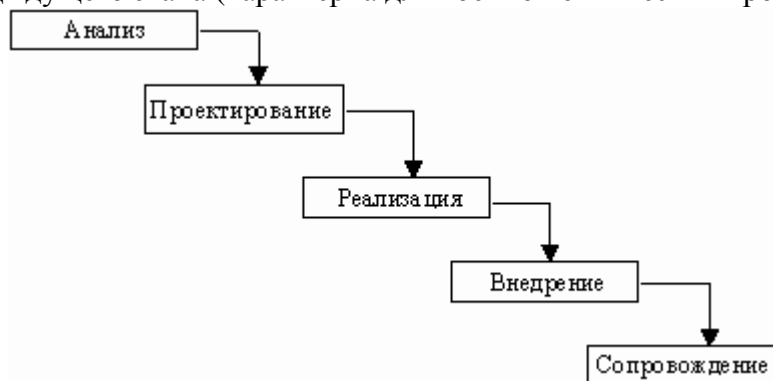 Анализ
Проектирование
Реализация
Внедрение
Сопровождение